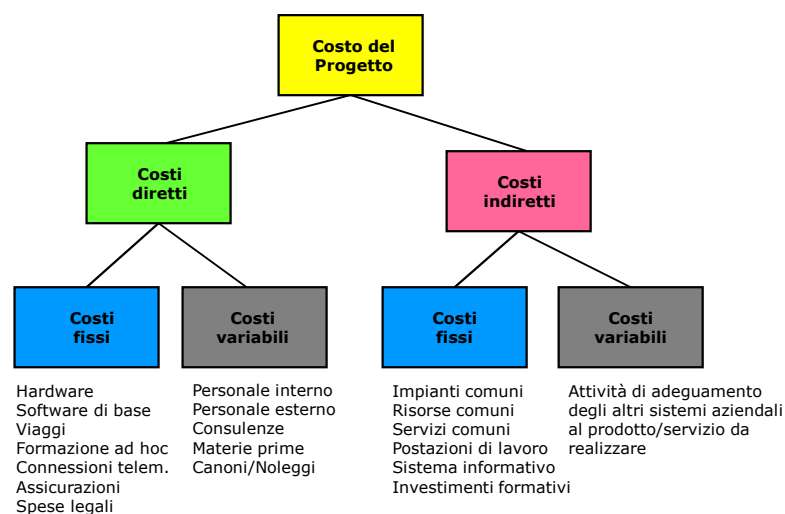 Costo del
Progetto
Costi
diretti
Costi
indiretti
Costi
fissi
Costi
variabili
Costi
fissi
Costi
variabili
Hardware
Software di base
Viaggi
Formazione ad hoc
Connessioni telem.
Assicurazioni
Spese legali
Personale interno
Personale esterno
Consulenze
Materie prime
Canoni/Noleggi
Impianti comuni
Risorse comuni
Servizi comuni
Postazioni di lavoro
Sistema informativo
Investimenti formativi
Attività di adeguamento
degli altri sistemi aziendali
al prodotto/servizio da
realizzare